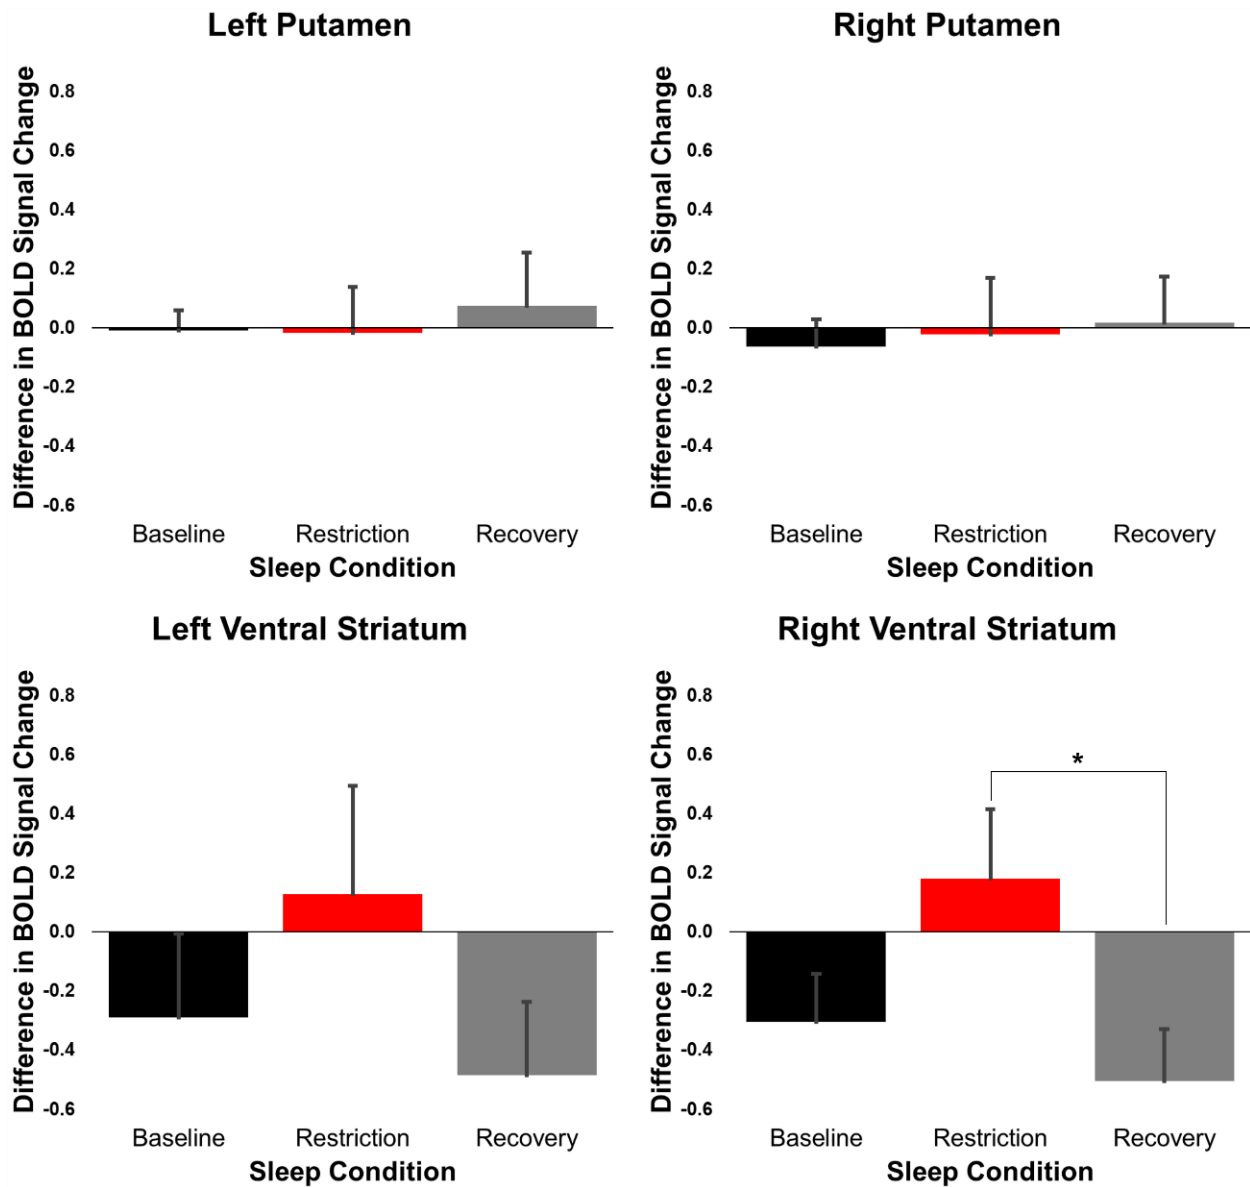 Left Putamen
Difference in BOLD Signal Change
0.8
0.6
0.4
0.2
0.0
-0.2
-0.4
-0.6
Baseline Restriction Recovery
Sleep Condition
Right Putamen
Difference in BOLD Signal Change
0.8
0.6
0.4
0.2
0.0
-0.2
-0.4
-0.6
Baseline Restriction Recovery
Sleep Condition
Left Ventral Striatum
Difference in BOLD Signal Change
0.8
0.6
0.4
0.2
0.0
-0.2
-0.4
-0.6
Baseline Restriction Recovery
Sleep Condition
Right Ventral Striatum
Difference in BOLD Signal Change
0.8
0.6
0.4
0.2
0.0
-0.2
-0.4
-0.6
*
Baseline Restriction Recovery
Sleep Condition